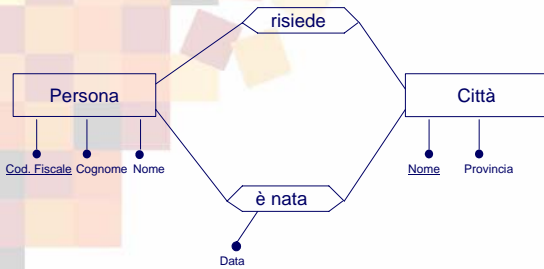 risiede
Persona
Città
Cod. Fiscale Cognome Nome
Nome Provincia
è nata
Data